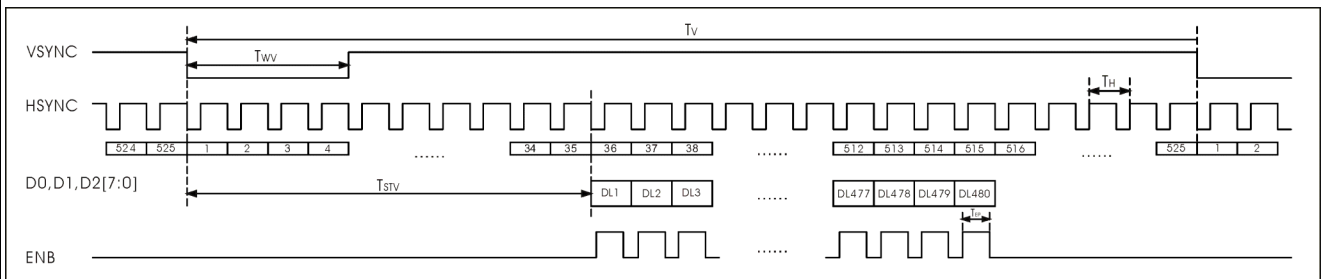 Tv
VSYNC
Twv
HSYNC
TH
524 525 1 2 3 4 ...... 34 35 36 37 38 ...... 512 513 514 515 516 ...... 525 1 2
D0,D1,D2[7:0]
TSTV
DL1 DL2 DL3 ...... DL477 DL478 DL479 DL480
TEP
ENB ......